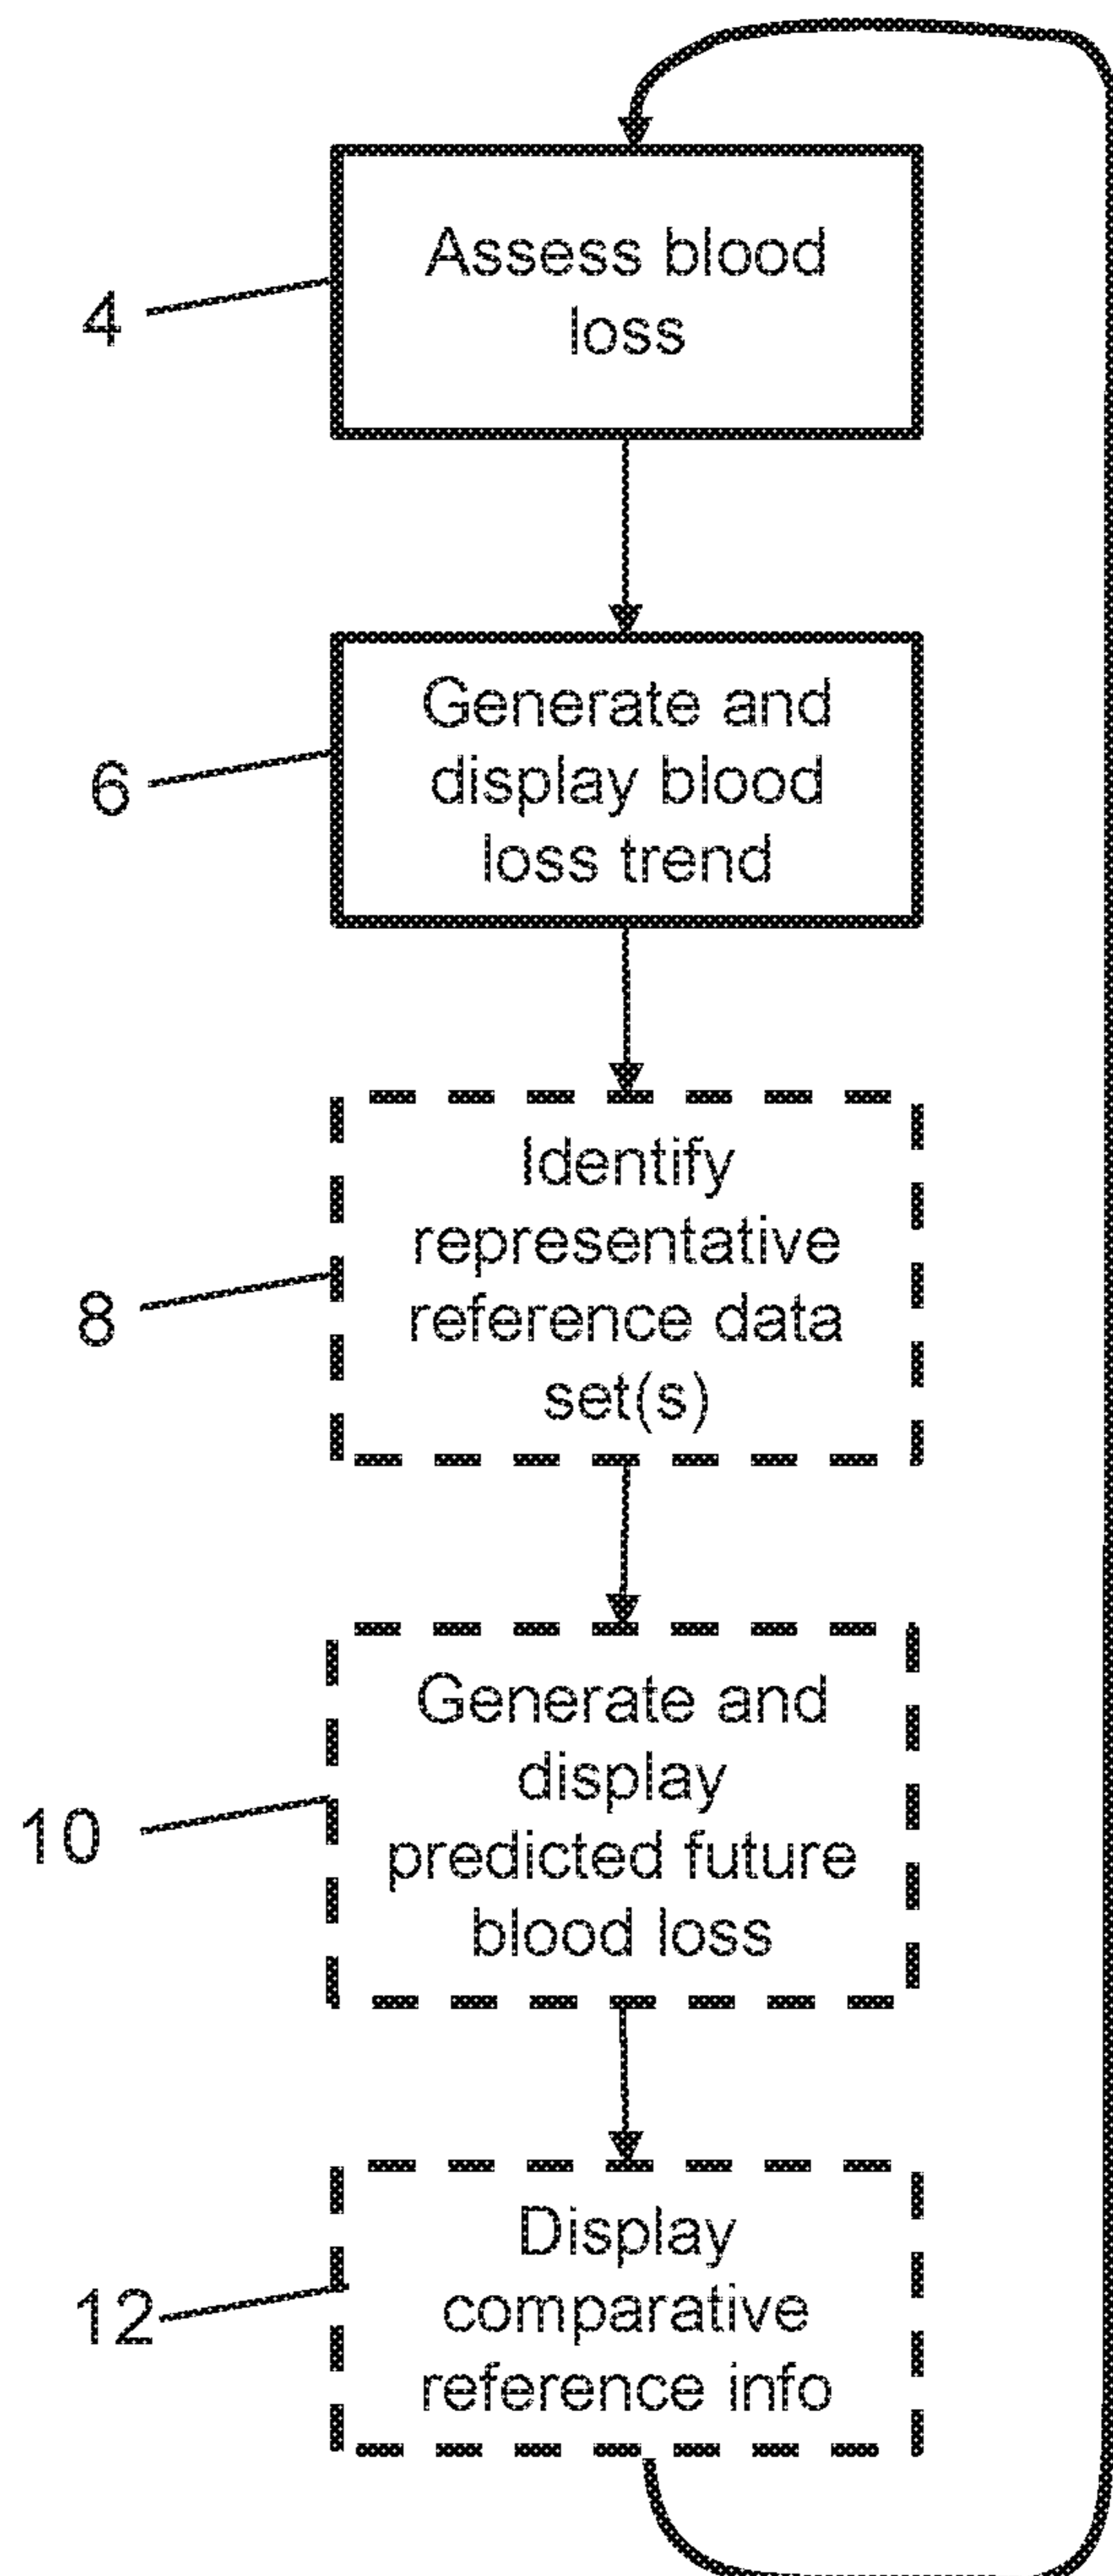 Assess blood
loss
4
Generate and
display blood
loss trend
6
Identify
representative
reference data
set(s)
8
Generate and
display
predicted future
blood loss
10
Display
comparative
reference info
12